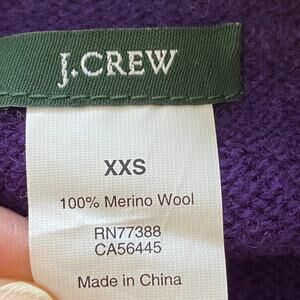 J.CREW
XXS
100% Merino Wool
RN77388
CA56445
Made in China